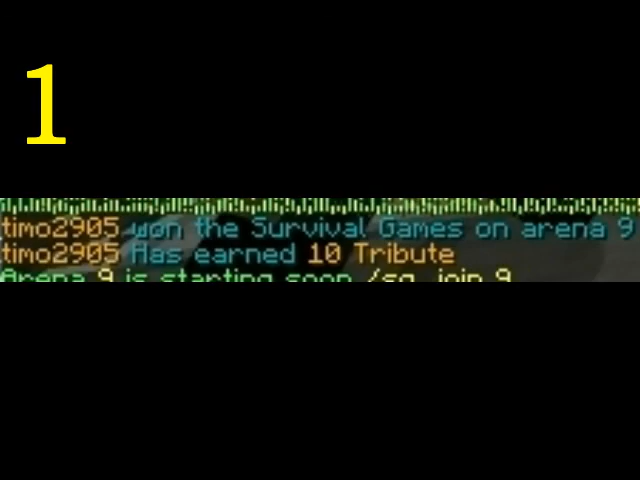 1
timo2905 won the Survival Games on arena 9
timo2905 has earned 10 Tribute
Arena 9 is starting soon /sg join 9